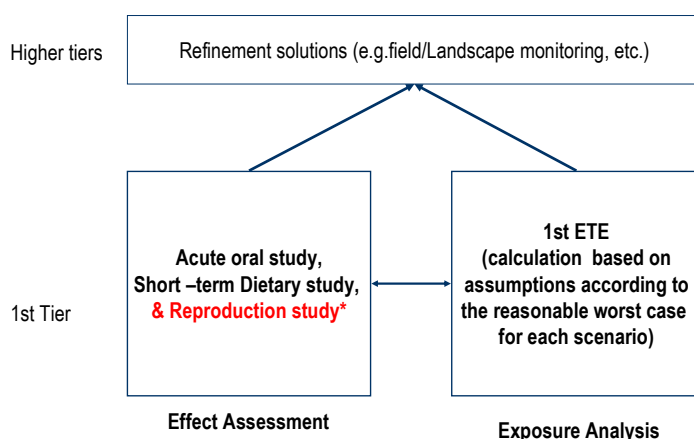 Higher tiers
Refinement solutions (e.g.field/Landscape monitoring, etc.)
1st Tier
Acute oral study,
Short –term Dietary study,
& Reproduction study*
1st ETE
(calculation based on
assumptions according to
the reasonable worst case
for each scenario)
Effect Assessment
Exposure Analysis